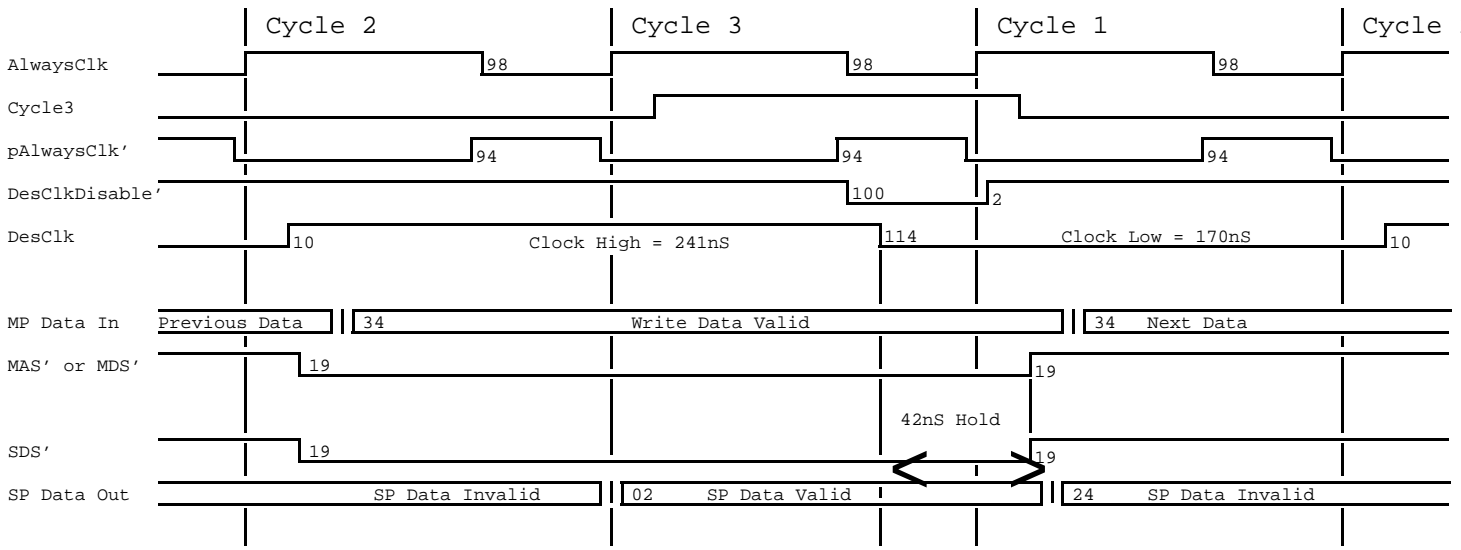 Cycle 2 Cycle 3 Cycle 1 Cycle
AlwaysClk 98 98 98
Cycle3
pAlwaysClk’ 94 94 94
DesClkDisable’ 100 2
DesClk 10 Clock High = 241nS 114 Clock Low = 170nS 10
MP Data In Previous Data 34 Write Data Valid 34 Next Data
MAS’ or MDS’ 19 19
42nS Hold
SDS’ 19 19
SP Data Out SP Data Invalid 02 SP Data Valid 24 SP Data Invalid